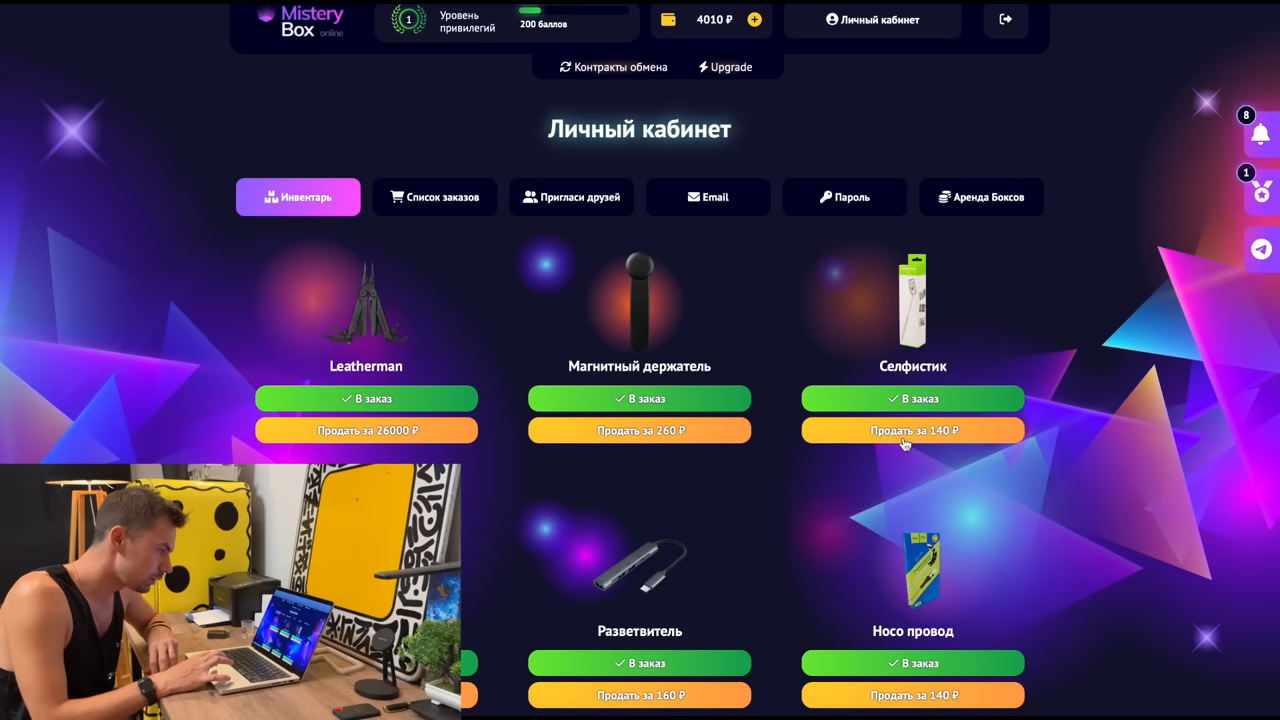 Mistery
Box online
1
Уровень
привилегий
200 баллов
4010 ₽
Личный кабинет
Контракты обмена
Upgrade
8
1
Личный кабинет
Инвентарь
Список заказов
Пригласи друзей
Email
Пароль
Аренда Боксов
Leatherman
Магнитный держатель
Селфистик
В заказ
В заказ
В заказ
Продать за 26000 ₽
Продать за 260 ₽
Продать за 140 ₽
Разветвитель
Hoco провод
В заказ
В заказ
Продать за 160 ₽
Продать за 140 ₽